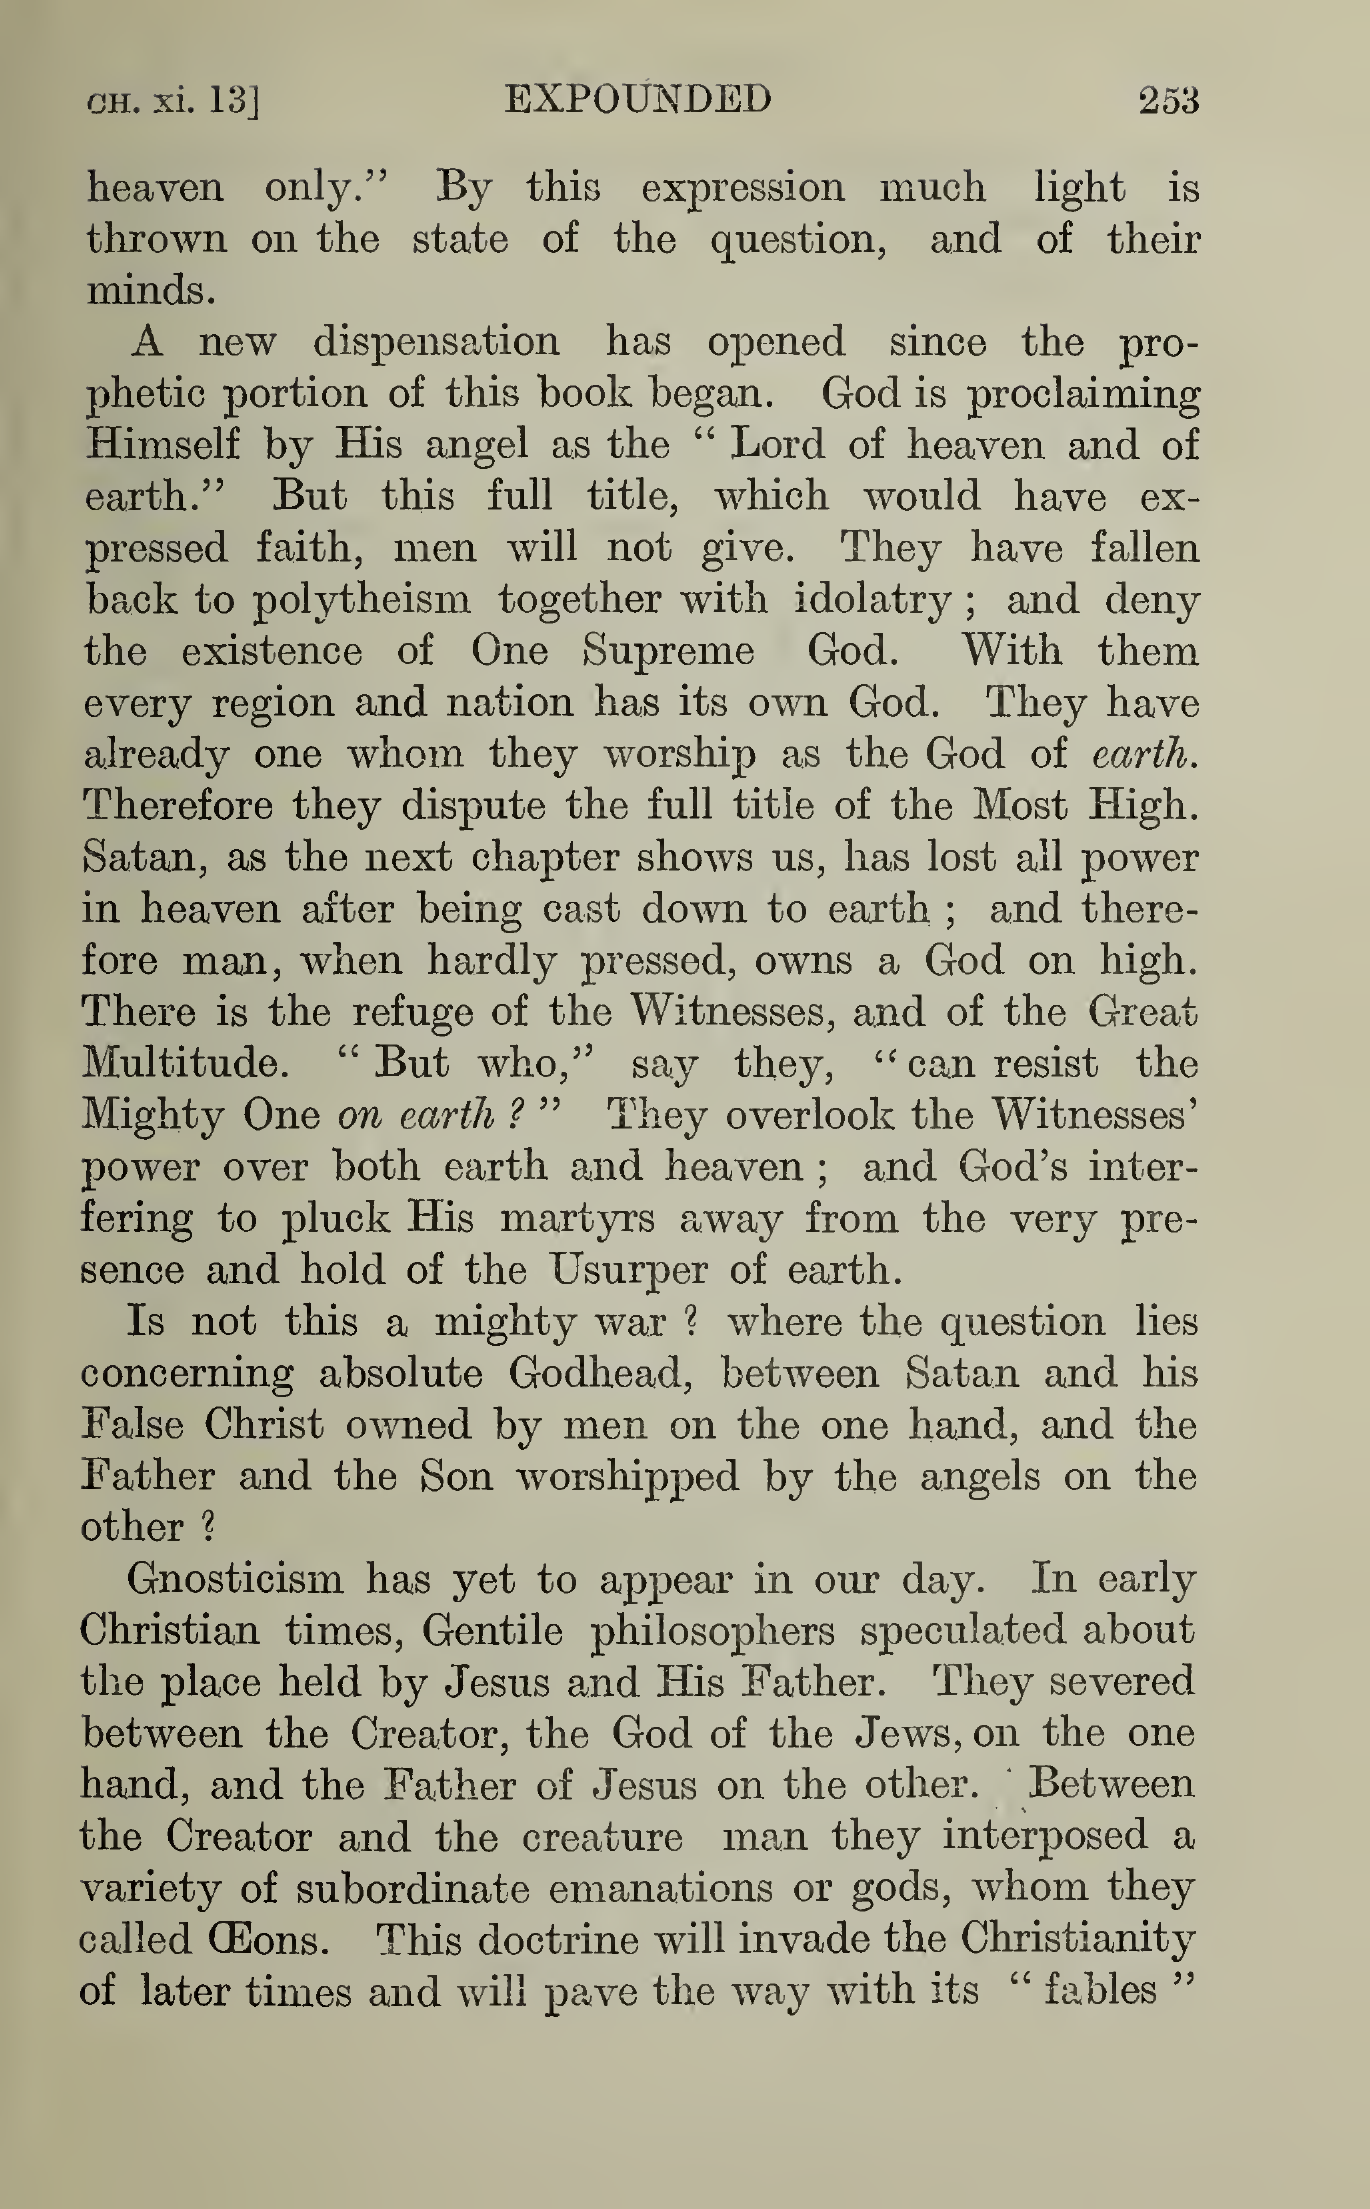 CH. xi. 13] EXPOUNDED 253
heaven only.” By this expression much light is
thrown on the state of the question, and of their
minds.
A new dispensation has opened since the pro-
phetic portion of this book began. God is proclaiming
Himself by His angel as the “ Lord of heaven and of
earth.” But this full title, which would have ex-
pressed faith, men will not give. They have fallen
back to polytheism together with idolatry ; and deny
the existence of One Supreme God. With them
every region and nation has its own God. They have
already one whom they worship as the God of earth.
Therefore they dispute the full title of the Most High.
Satan, as the next chapter shows us, has lost all power
in heaven after being cast down to earth ; and there-
fore man, when hardly pressed, owns a God on high.
There is the refuge of the Witnesses, and of the Great
Multitude. “ But who,” say they, “ can resist the
Mighty One on earth ? ” They overlook the Witnesses’
power over both earth and heaven ; and God’s inter-
fering to pluck His martyrs away from the very pre-
sence and hold of the Usurper of earth.
Is not this a mighty war ? where the question lies
concerning absolute Godhead, between Satan and his
False Christ owned by men on the one hand, and the
Father and the Son worshipped by the angels on the
other ?
Gnosticism has yet to appear in our day. In early
Christian times, Gentile philosophers speculated about
the place held by Jesus and His Father. They severed
between the Creator, the God of the Jews, on the one
hand, and the Father of Jesus on the other. Between
the Creator and the creature man they interposed a
variety of subordinate emanations or gods, whom they
called Œons. This doctrine will invade the Christianity
of later times and will pave the way with its “ fables ”